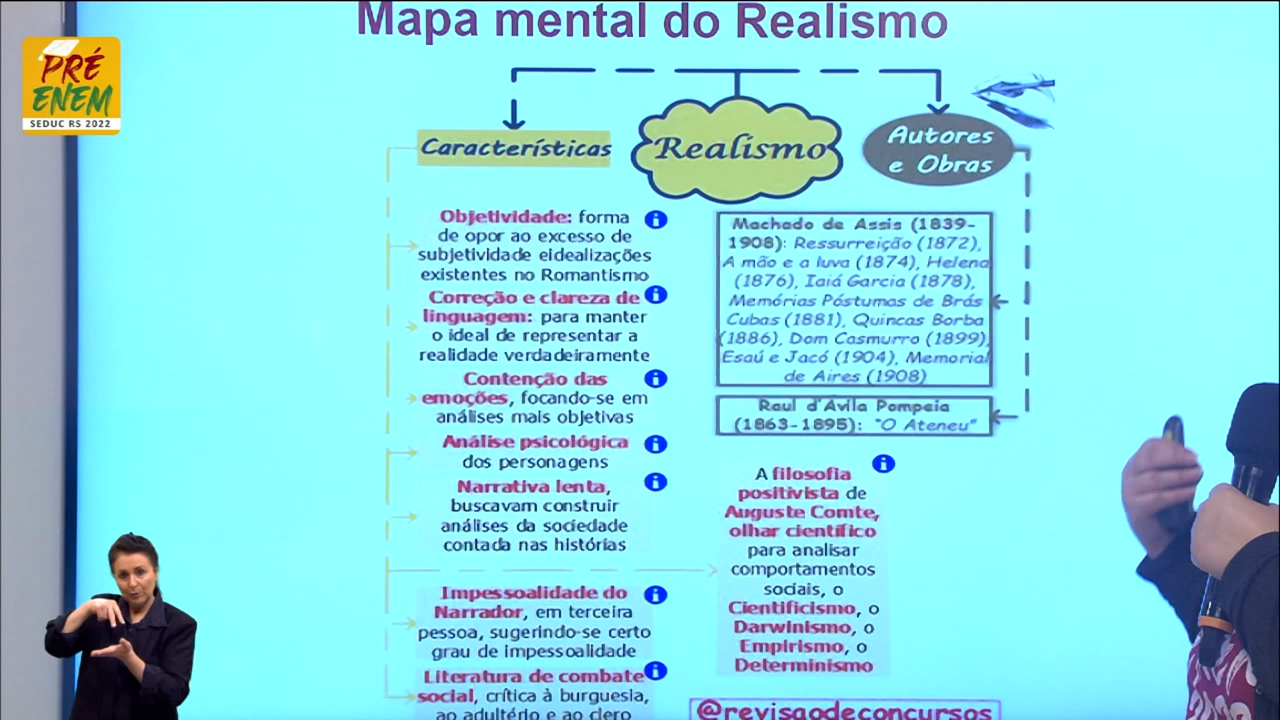 Mapa mental do Realismo
PRÉ
ENEM
SEDUC RS 2022
Características
Realismo
Autores
e Obras
Objetividade: forma
de opor ao excesso de
subjetividade eidealizações
existentes no Romantismo
Correção e clareza de
linguagem: para manter
o ideal de representar a
realidade verdadeiramente
Contenção das
emoções, focando-se em
análises mais objetivas
Análise psicológica
dos personagens
Narrativa lenta,
buscavam construir
análises da sociedade
contada nas histórias
Impessoalidade do
Narrador, em terceira
pessoa, sugerindo-se certo
grau de impessoalidade
Literatura de combate
social, crítica à burguesia,
ao adultério e ao clero
Machado de Assis (1839-
1908): Ressurreição (1872),
A mão e a luva (1874), Helena
(1876), Iaiá Garcia (1878),
Memórias Póstumas de Brás
Cubas (1881), Quincas Borba
(1886), Dom Casmurro (1899),
Esaú e Jacó (1904), Memorial
de Aires (1908)
Raul d'Ávila Pompeia
(1863-1895): "O Ateneu"
A filosofia
positivista de
Auguste Comte,
olhar científico
para analisar
comportamentos
sociais, o
Cientificismo, o
Darwinismo, o
Empirismo, o
Determinismo
@revisaodeconcursos